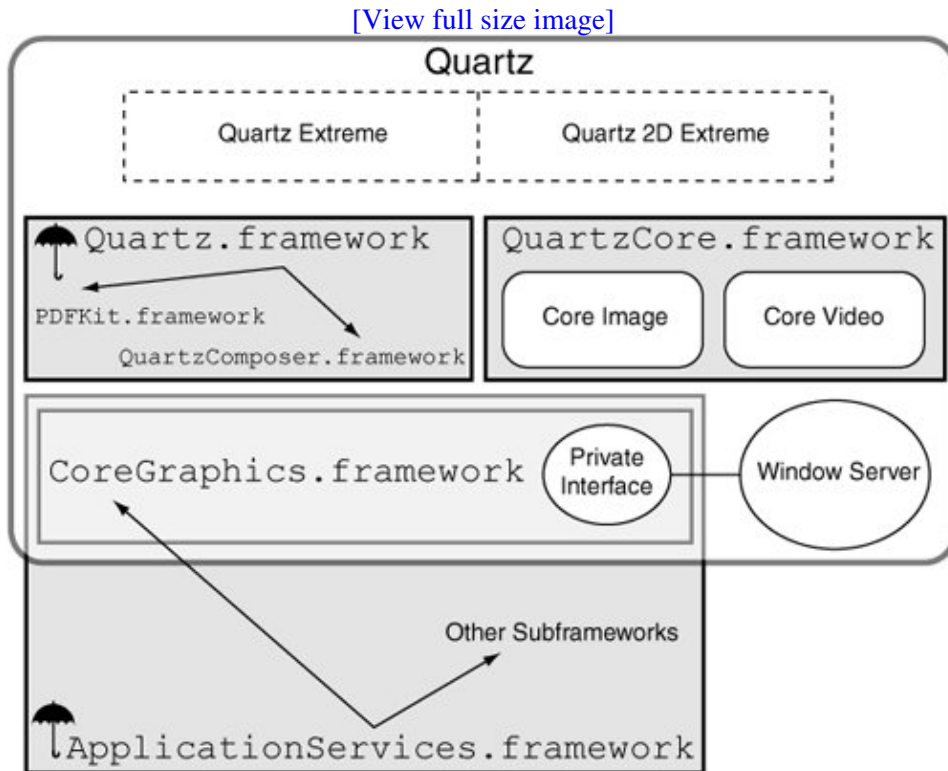 [View full size image]
Quartz
Quartz Extreme
Quartz 2D Extreme
Quartz.framework
PDFKit.framework
QuartzComposer.framework
QuartzCore.framework
Core Image
Core Video
CoreGraphics.framework
Private
Interface
Window Server
Other Subframeworks
ApplicationServices.framework